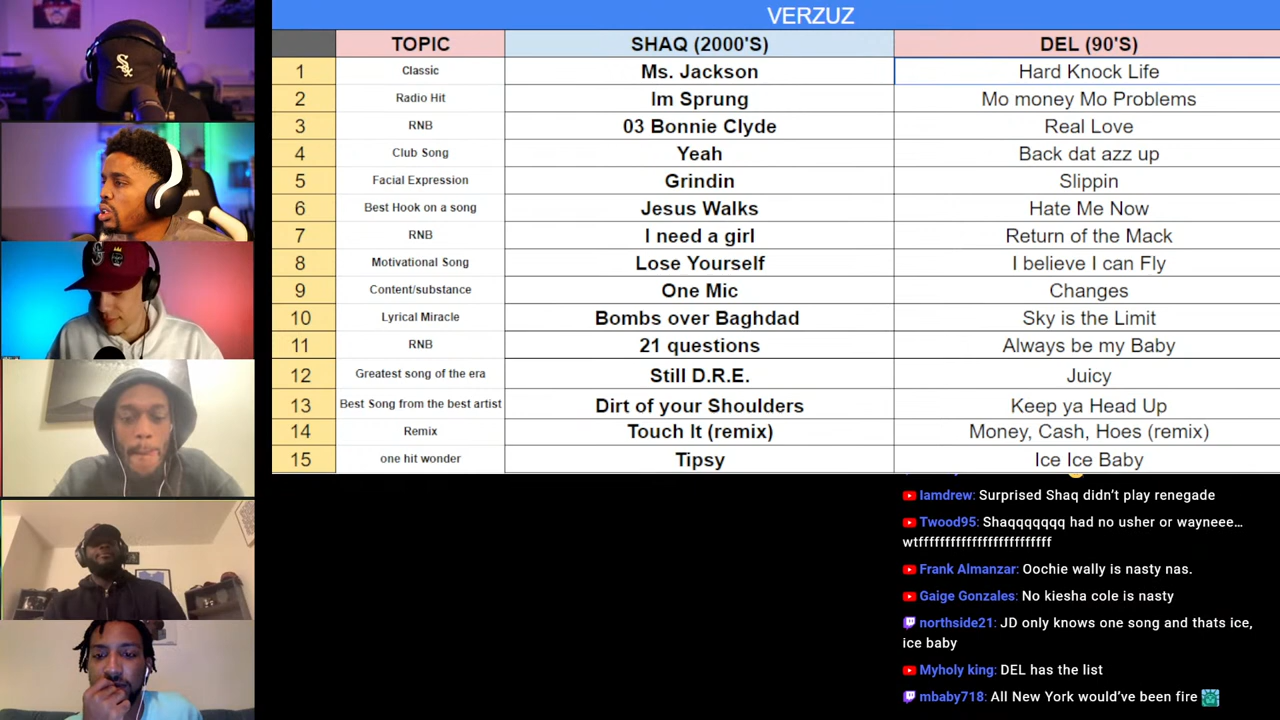 VERZUZ
TOPIC SHAQ (2000'S) DEL (90'S)
1 Classic Ms. Jackson Hard Knock Life
2 Radio Hit Im Sprung Mo money Mo Problems
3 RNB 03 Bonnie Clyde Real Love
4 Club Song Yeah Back dat azz up
5 Facial Expression Grindin Slippin
6 Best Hook on a song Jesus Walks Hate Me Now
7 RNB I need a girl Return of the Mack
8 Motivational Song Lose Yourself I believe I can Fly
9 Content/substance One Mic Changes
10 Lyrical Miracle Bombs over Baghdad Sky is the Limit
11 RNB 21 questions Always be my Baby
12 Greatest song of the era Still D.R.E. Juicy
13 Best Song from the best artist Dirt of your Shoulders Keep ya Head Up
14 Remix Touch It (remix) Money, Cash, Hoes (remix)
15 one hit wonder Tipsy Ice Ice Baby
Iamdrew: Surprised Shaq didn't play renegade
Twood95: Shaqqqqqqq had no usher or wayneee...
wtffffffffffffffffffffffffff
Frank Almanzar: Oochie wally is nasty nas.
Gaige Gonzales: No kiesha cole is nasty
northside21: JD only knows one song and thats ice,
ice baby
Myholy king: DEL has the list
mbaby718: All New York would've been fire